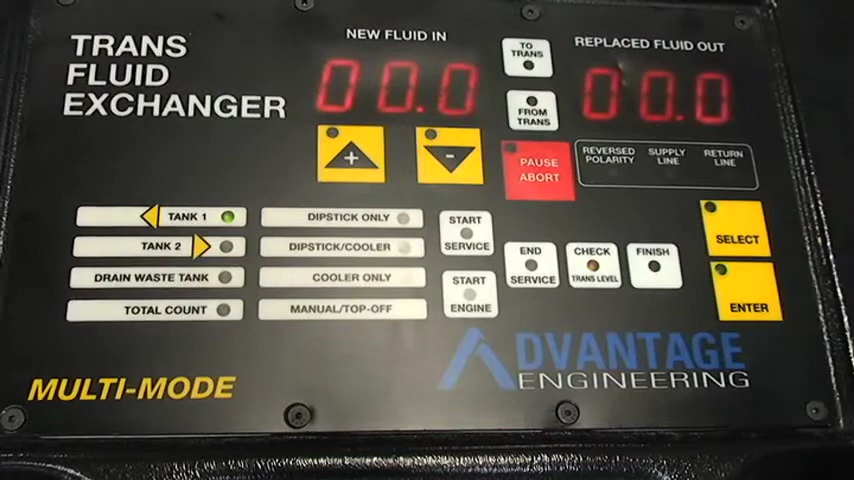 TRANS
FLUID
EXCHANGER
NEW FLUID IN
00.0
TO
TRANS
FROM
TRANS
REPLACED FLUID OUT
00.0
+
-
PAUSE
ABORT
REVERSED
POLARITY
SUPPLY
LINE
RETURN
LINE
TANK 1
TANK 2
DRAIN WASTE TANK
TOTAL COUNT
DIPSTICK ONLY
DIPSTICK/COOLER
COOLER ONLY
MANUAL/TOP-OFF
START
SERVICE
START
ENGINE
END
SERVICE
CHECK
TRANS LEVEL
FINISH
SELECT
ENTER
MULTI-MODE
ADVANTAGE
ENGINEERING